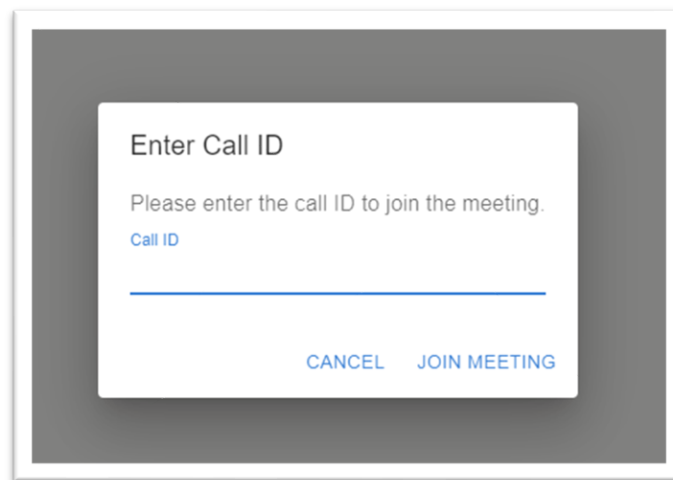 Enter Call ID
Please enter the call ID to join the meeting.
Call ID
CANCEL JOIN MEETING